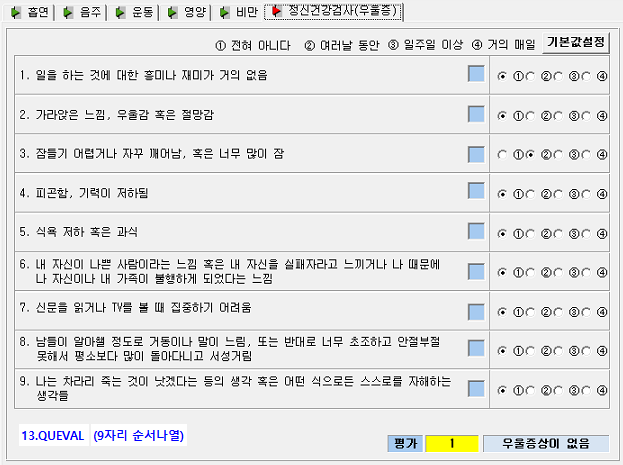 흡연 음주 운동 영양 비만 정신건강검사(우울증)
① 전혀 아니다 ② 여러날 동안 ③ 일주일 이상 ④ 거의 매일 기본값설정
1. 일을 하는 것에 대한 흥미나 재미가 거의 없음 ① ② ③ ④
2. 가라앉은 느낌, 우울감 혹은 절망감 ① ② ③ ④
3. 잠들기 어렵거나 자꾸 깨어남, 혹은 너무 많이 잠 ① ② ③ ④
4. 피곤함, 기력이 저하됨 ① ② ③ ④
5. 식욕 저하 혹은 과식 ① ② ③ ④
6. 내 자신이 나쁜 사람이라는 느낌 혹은 내 자신을 실패자라고 느끼거나 나 때문에
나 자신이나 내 가족이 불행하게 되었다는 느낌 ① ② ③ ④
7. 신문을 읽거나 TV를 볼 때 집중하기 어려움 ① ② ③ ④
8. 남들이 알아챌 정도로 거동이나 말이 느림, 또는 반대로 너무 초조하고 안절부절
못해서 평소보다 많이 돌아다니고 서성거림 ① ② ③ ④
9. 나는 차라리 죽는 것이 낫겠다는 등의 생각 혹은 어떤 식으로든 스스로를 자해하는
생각들 ① ② ③ ④
13.QUEVAL (9자리 순서나열)
평가 1 우울증상이 없음